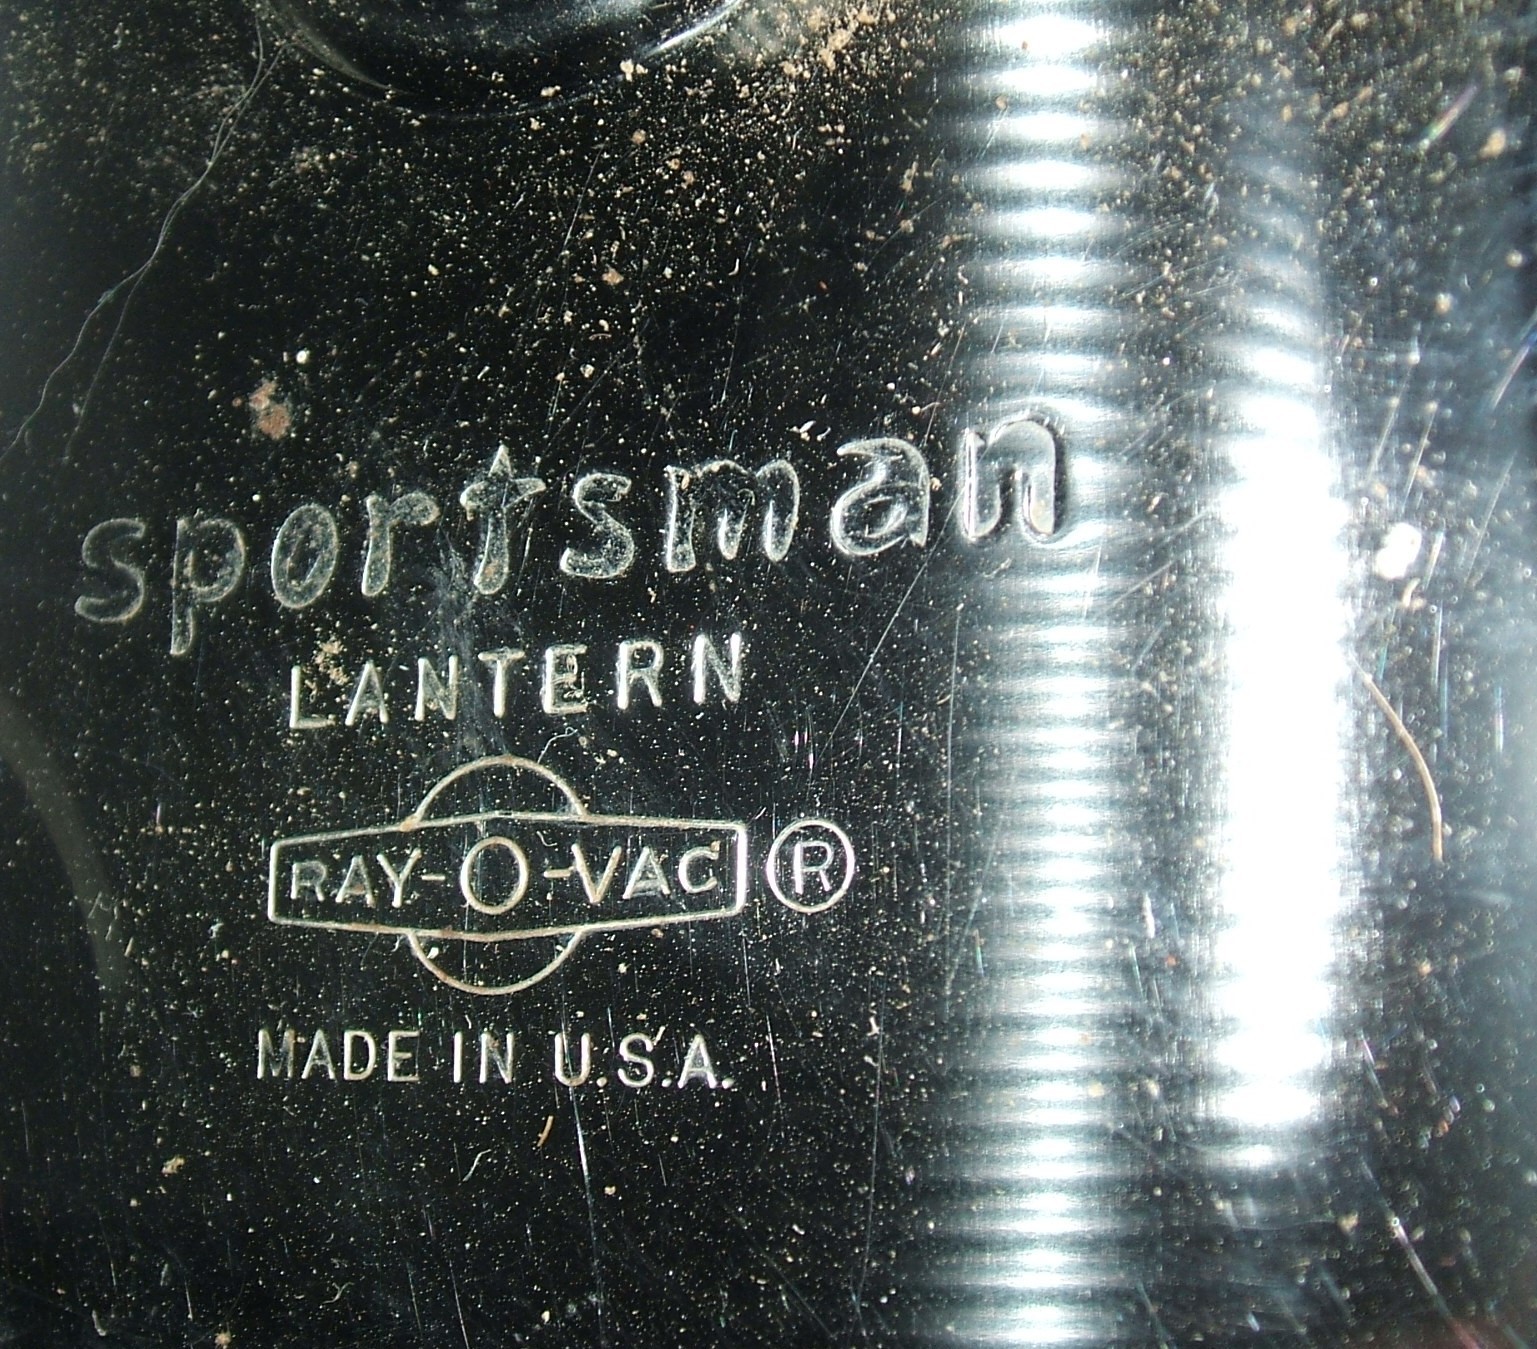 sportsman
LANTERN
RAY-O-VAC ®
MADE IN U.S.A.